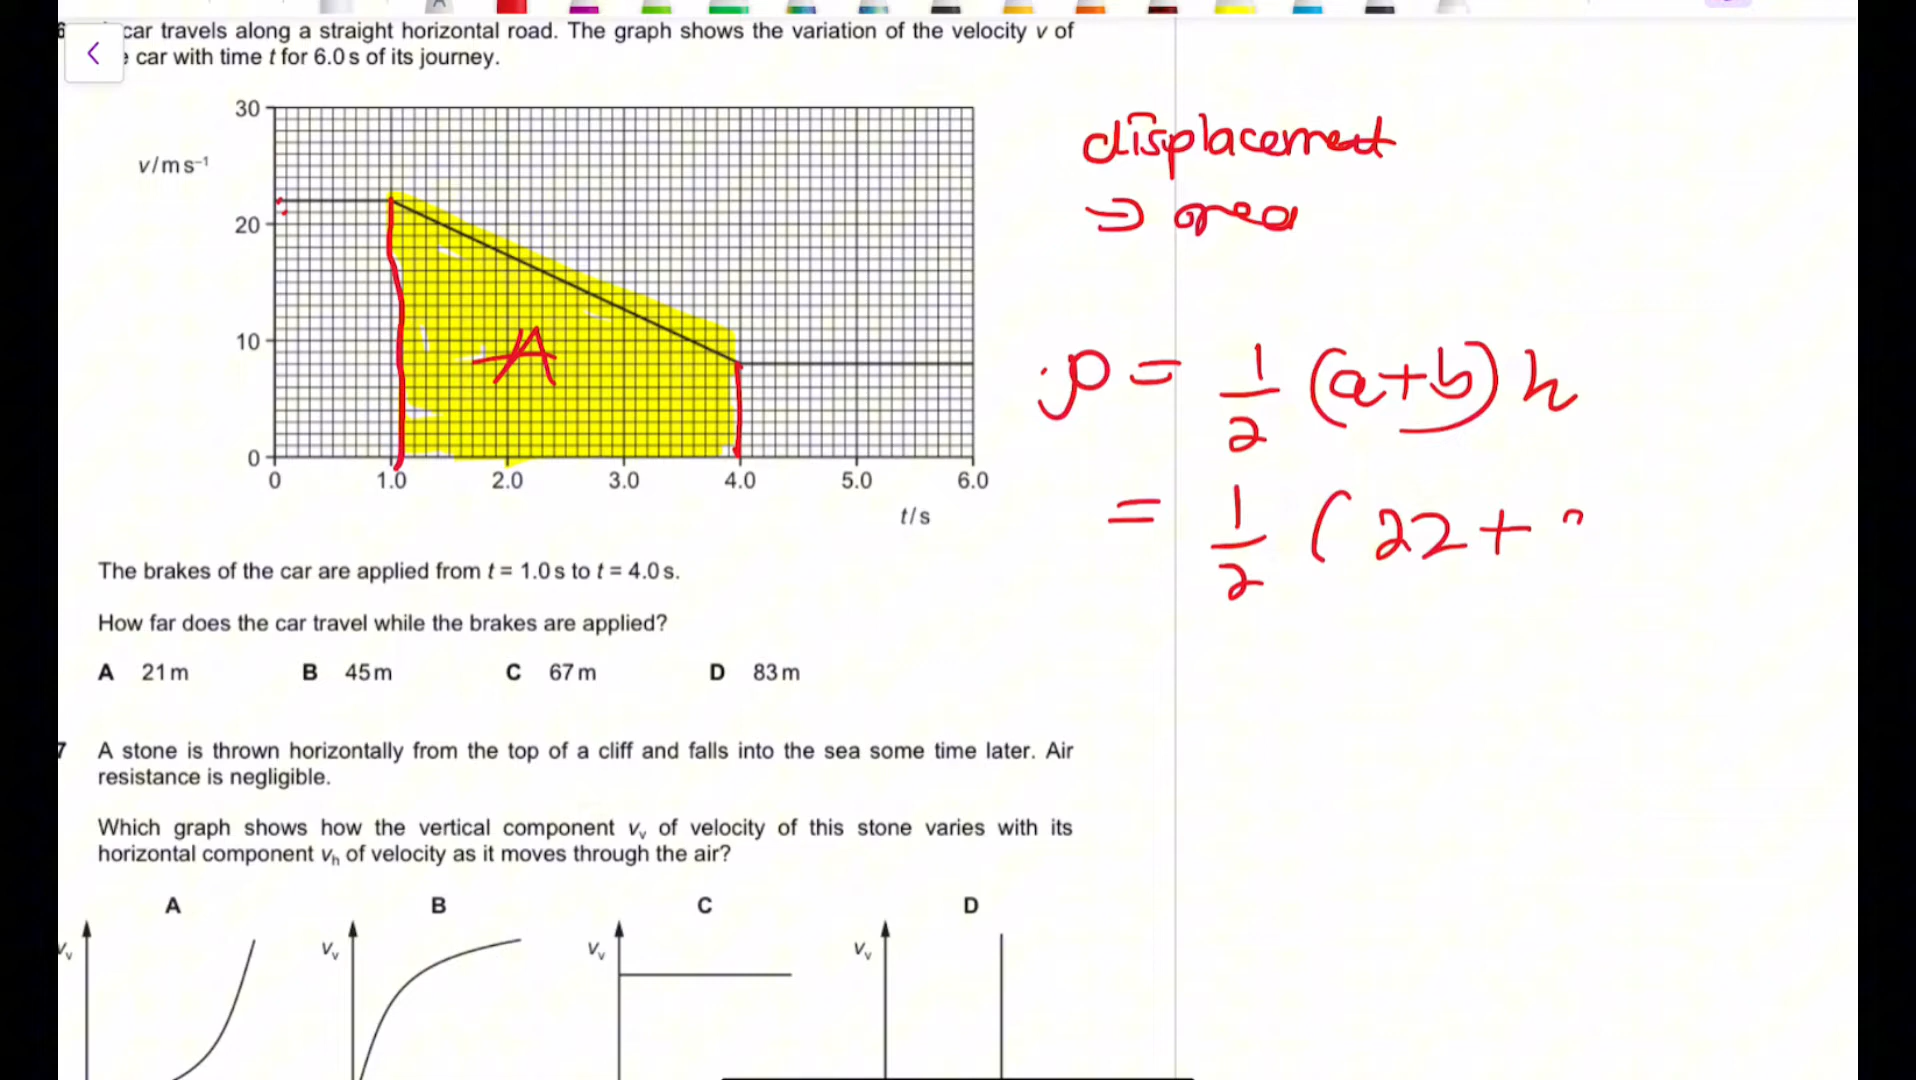 car travels along a straight horizontal road. The graph shows the variation of the velocity v of
car with time t for 6.0 s of its journey.
30
v/m s⁻¹
20
10
0
0 1.0 2.0 3.0 4.0 5.0 6.0
t/s
A
displacement
⇒ area
= 1/2 (a+b) h
= 1/2 ( 22 +
The brakes of the car are applied from t = 1.0 s to t = 4.0 s.
How far does the car travel while the brakes are applied?
A 21 m B 45 m C 67 m D 83 m
7 A stone is thrown horizontally from the top of a cliff and falls into the sea some time later. Air
resistance is negligible.
Which graph shows how the vertical component vᵥ of velocity of this stone varies with its
horizontal component vₕ of velocity as it moves through the air?
A B C D
vᵥ vᵥ vᵥ vᵥ